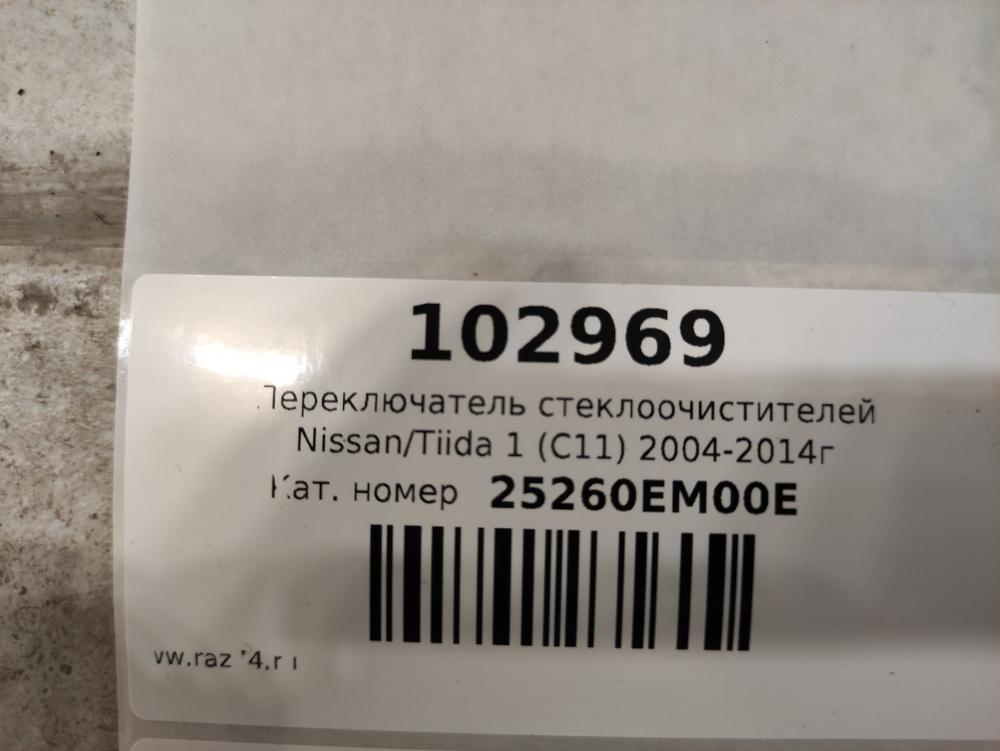 102969
Переключатель стеклоочистителей
Nissan/Tiida 1 (C11) 2004-2014г
Кат. номер 25260EM00E